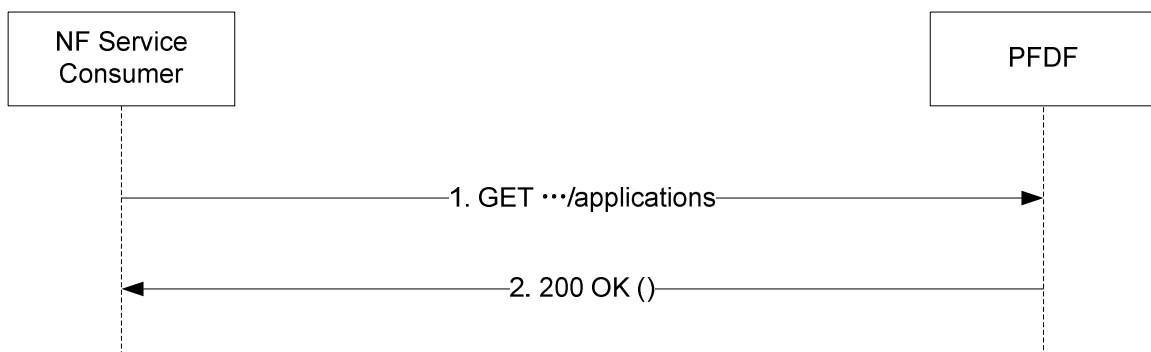 NF Service
Consumer
PFDF
1. GET ⋯/applications
2. 200 OK ()